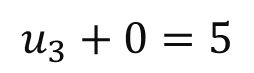 u₃ + 0 = 5